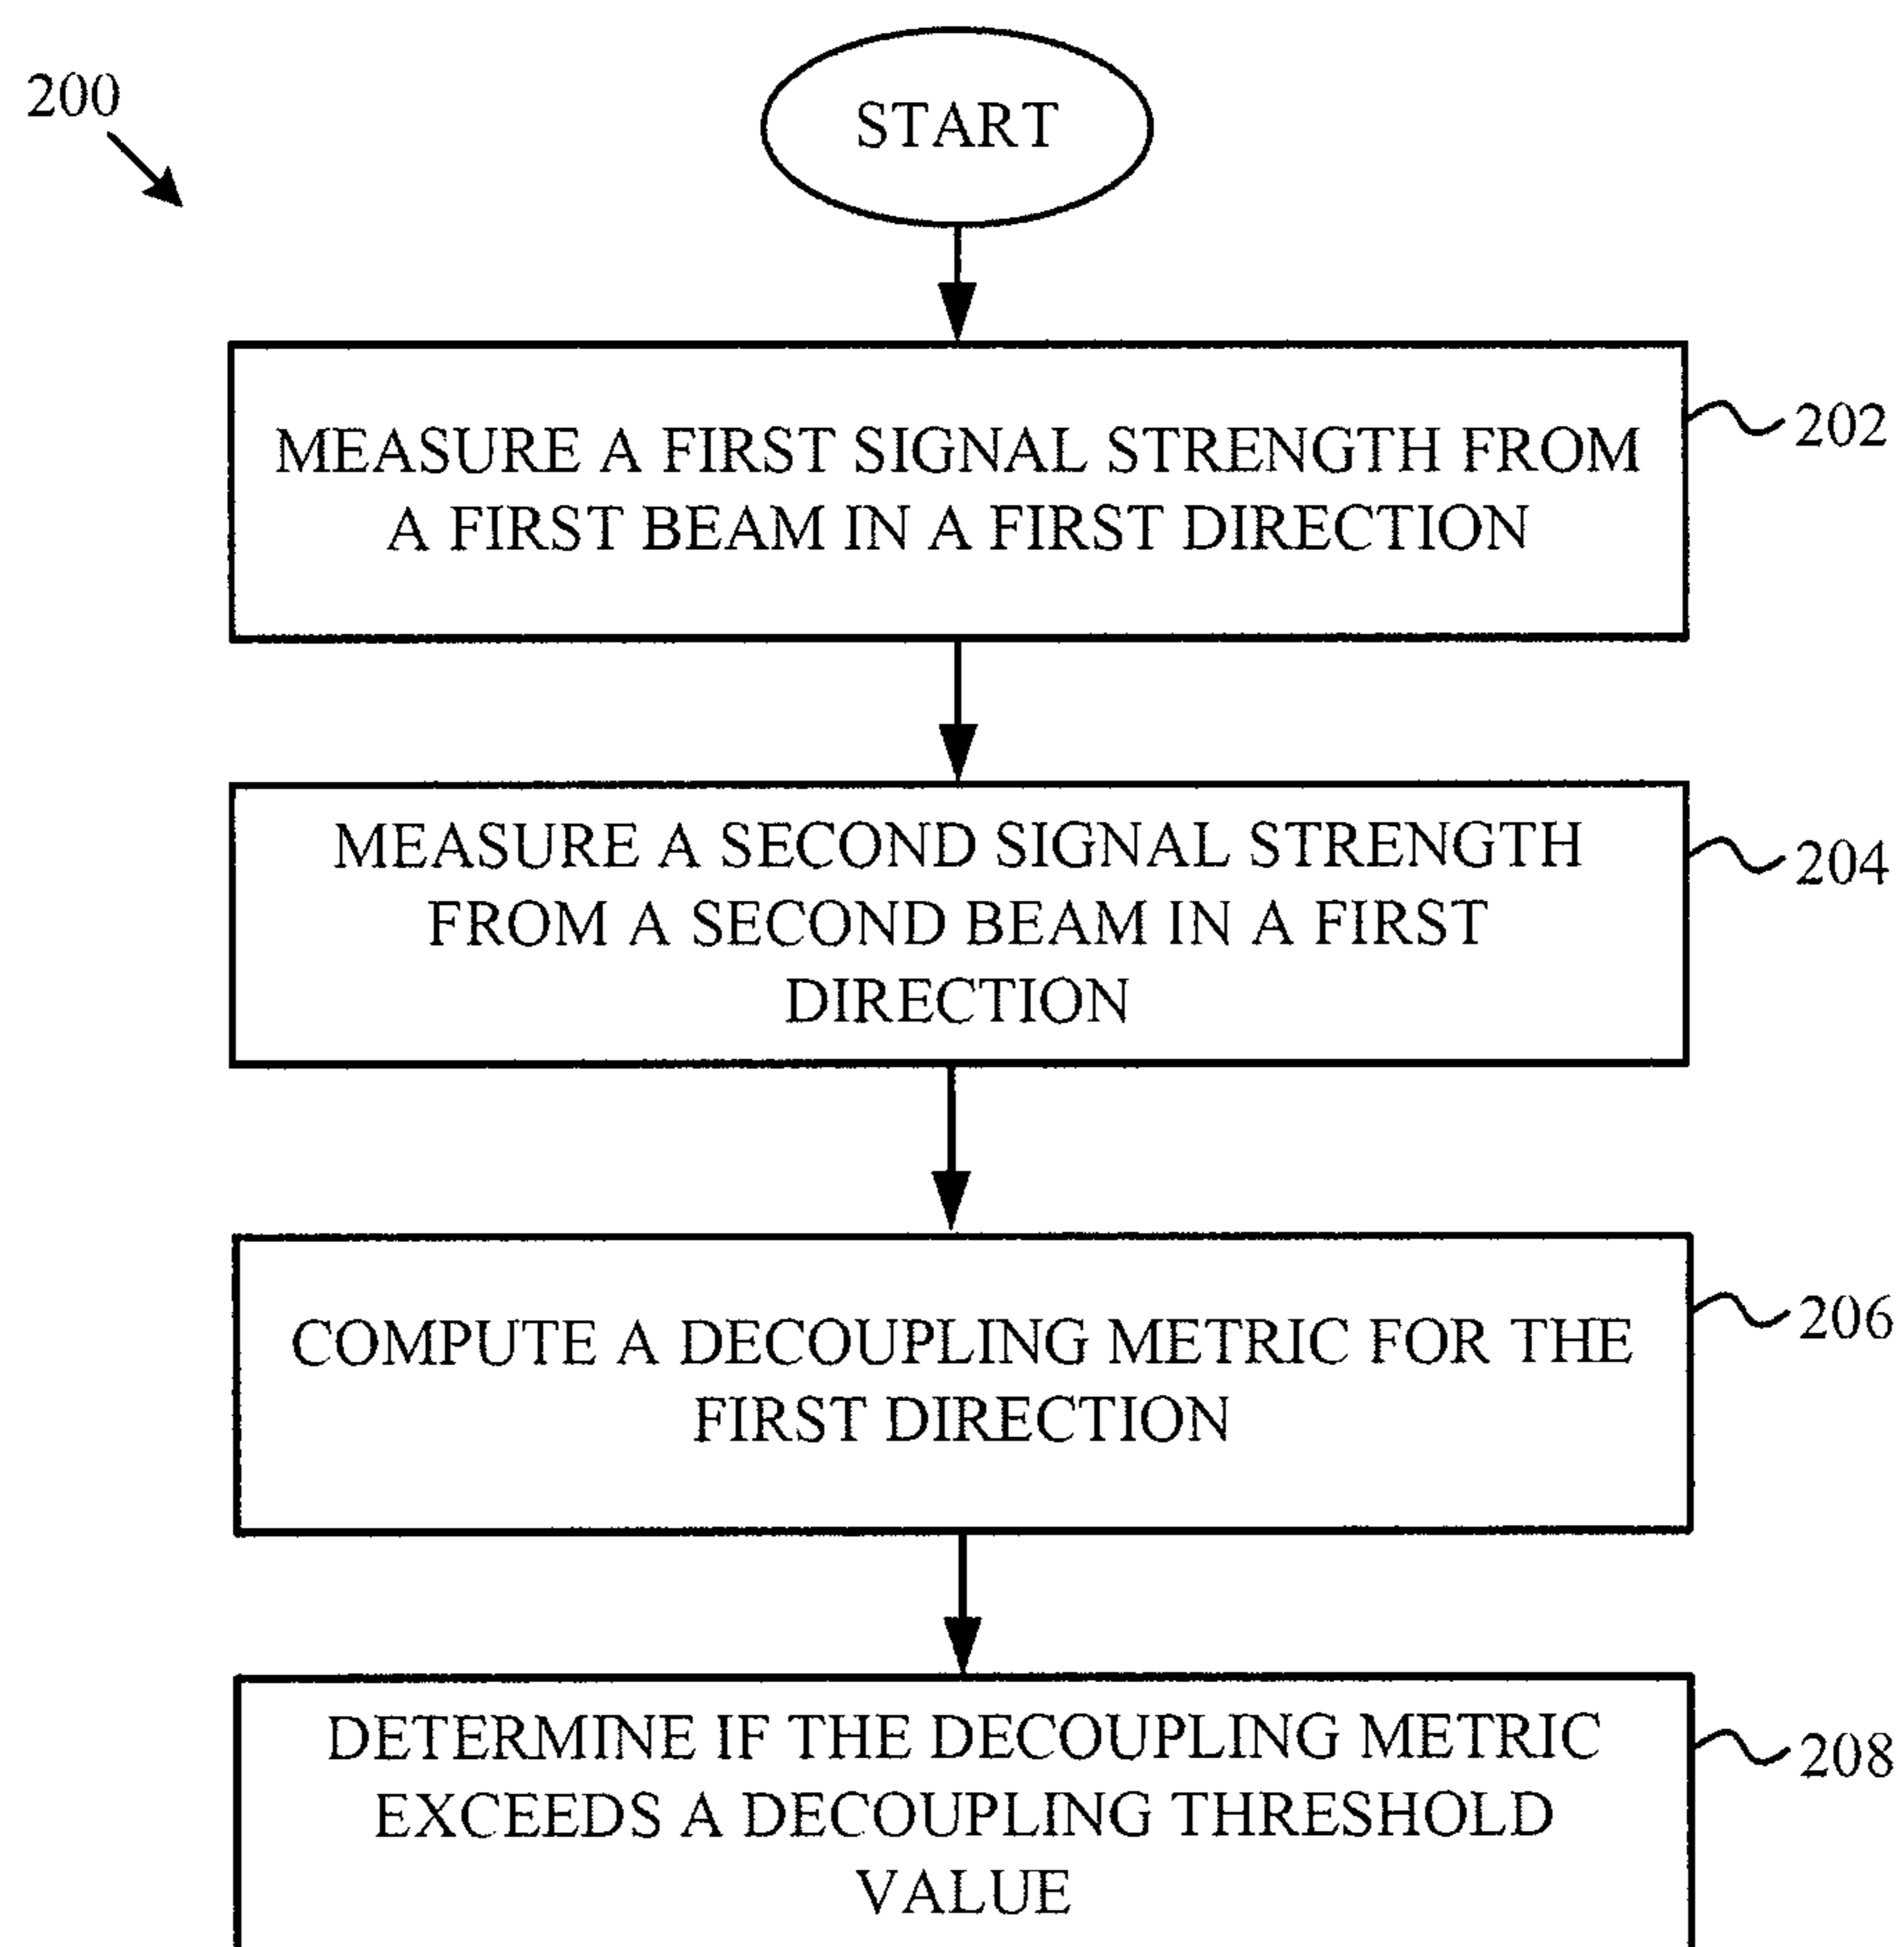 200
START
MEASURE A FIRST SIGNAL STRENGTH FROM
A FIRST BEAM IN A FIRST DIRECTION
202
MEASURE A SECOND SIGNAL STRENGTH
FROM A SECOND BEAM IN A FIRST
DIRECTION
204
COMPUTE A DECOUPLING METRIC FOR THE
FIRST DIRECTION
206
DETERMINE IF THE DECOUPLING METRIC
EXCEEDS A DECOUPLING THRESHOLD
VALUE
208